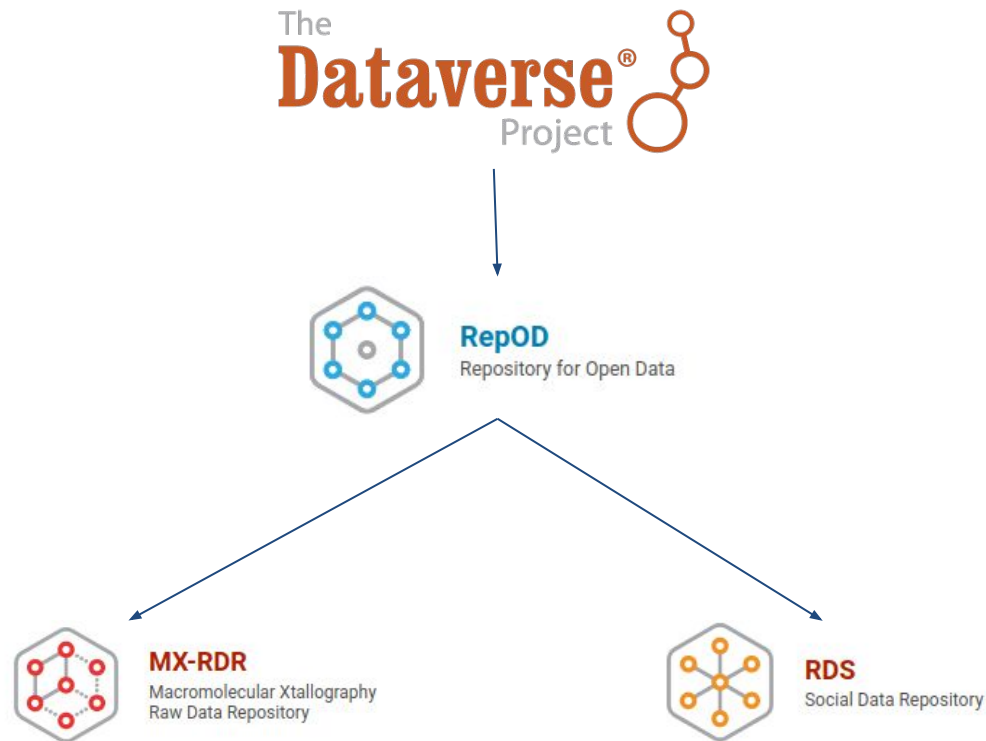 The
Dataverse®
Project
RepOD
Repository for Open Data
MX-RDR
Macromolecular Xtallography
Raw Data Repository
RDS
Social Data Repository